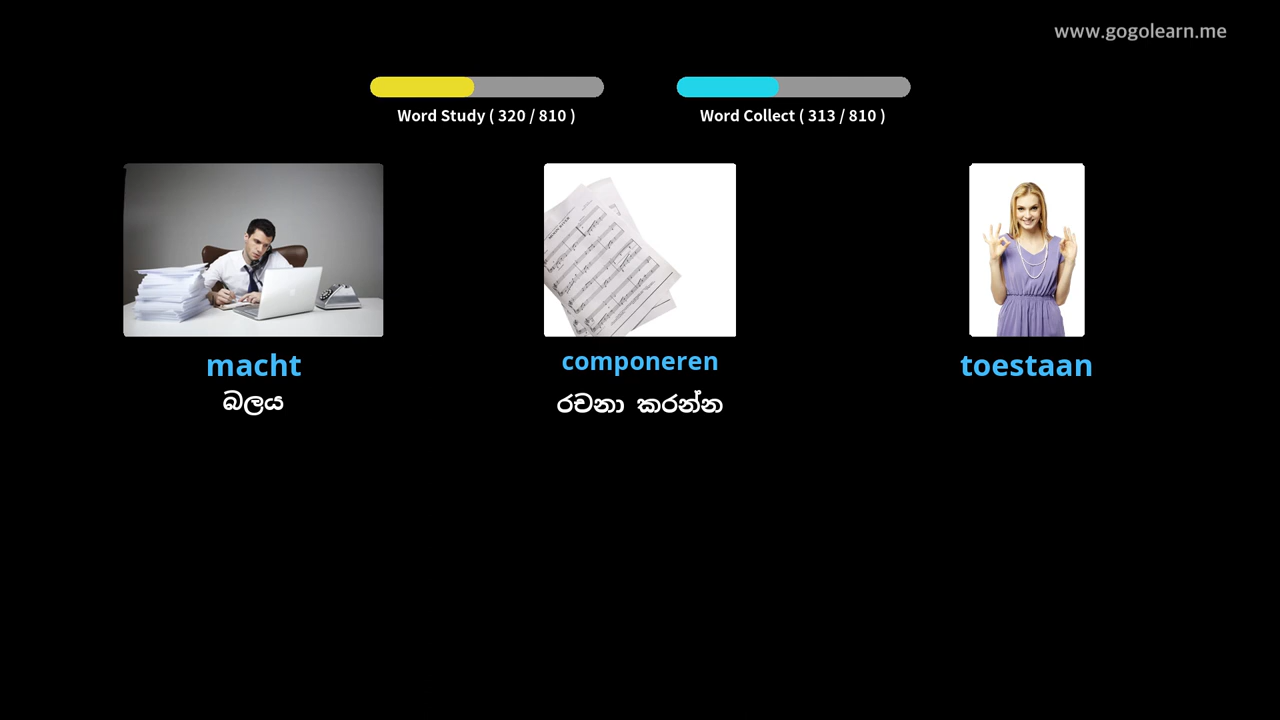 www.gogolearn.me
Word Study ( 320 / 810 )
Word Collect ( 313 / 810 )
macht
componeren
toestaan
බලය
රචනා කරන්න